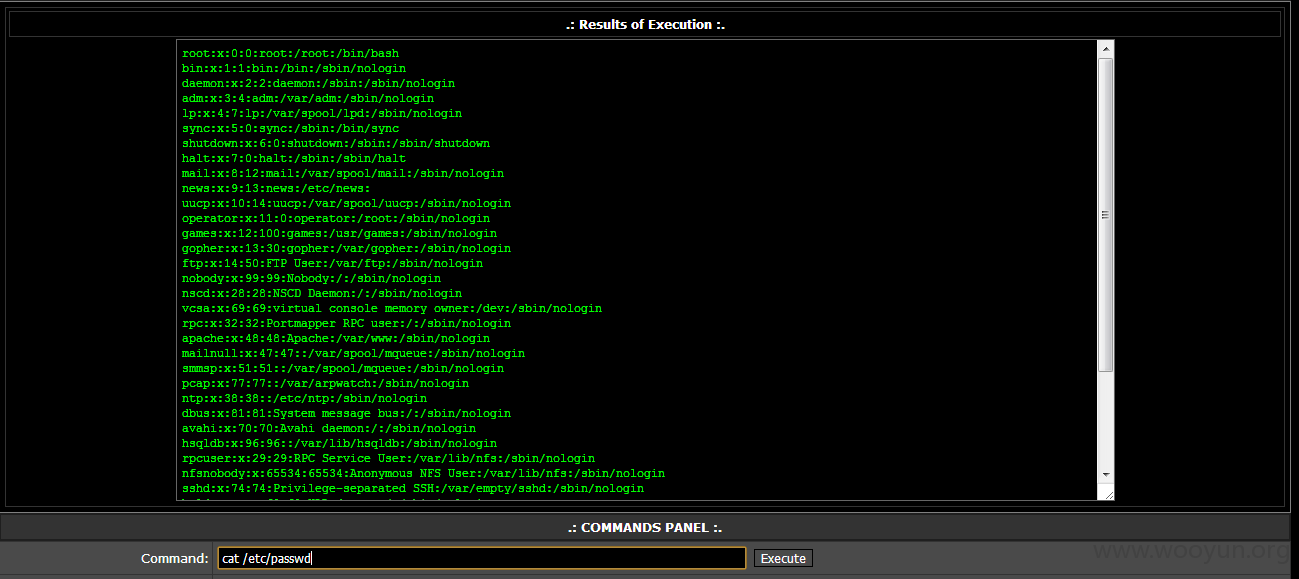 .: Results of Execution :.
root:x:0:0:root:/root:/bin/bash
bin:x:1:1:bin:/bin:/sbin/nologin
daemon:x:2:2:daemon:/sbin:/sbin/nologin
adm:x:3:4:adm:/var/adm:/sbin/nologin
lp:x:4:7:lp:/var/spool/lpd:/sbin/nologin
sync:x:5:0:sync:/sbin:/bin/sync
shutdown:x:6:0:shutdown:/sbin:/sbin/shutdown
halt:x:7:0:halt:/sbin:/sbin/halt
mail:x:8:12:mail:/var/spool/mail:/sbin/nologin
news:x:9:13:news:/etc/news:
uucp:x:10:14:uucp:/var/spool/uucp:/sbin/nologin
operator:x:11:0:operator:/root:/sbin/nologin
games:x:12:100:games:/usr/games:/sbin/nologin
gopher:x:13:30:gopher:/var/gopher:/sbin/nologin
ftp:x:14:50:FTP User:/var/ftp:/sbin/nologin
nobody:x:99:99:Nobody:/:/sbin/nologin
nscd:x:28:28:NSCD Daemon:/:/sbin/nologin
vcsa:x:69:69:virtual console memory owner:/dev:/sbin/nologin
rpc:x:32:32:Portmapper RPC user:/:/sbin/nologin
apache:x:48:48:Apache:/var/www:/sbin/nologin
mailnull:x:47:47::/var/spool/mqueue:/sbin/nologin
smmsp:x:51:51::/var/spool/mqueue:/sbin/nologin
pcap:x:77:77::/var/arpwatch:/sbin/nologin
ntp:x:38:38::/etc/ntp:/sbin/nologin
dbus:x:81:81:System message bus:/:/sbin/nologin
avahi:x:70:70:Avahi daemon:/:/sbin/nologin
hsqldb:x:96:96::/var/lib/hsqldb:/sbin/nologin
rpcuser:x:29:29:RPC Service User:/var/lib/nfs:/sbin/nologin
nfsnobody:x:65534:65534:Anonymous NFS User:/var/lib/nfs:/sbin/nologin
sshd:x:74:74:Privilege-separated SSH:/var/empty/sshd:/sbin/nologin
.: COMMANDS PANEL :.
Command: cat /etc/passwd Execute
www.wooyun.org